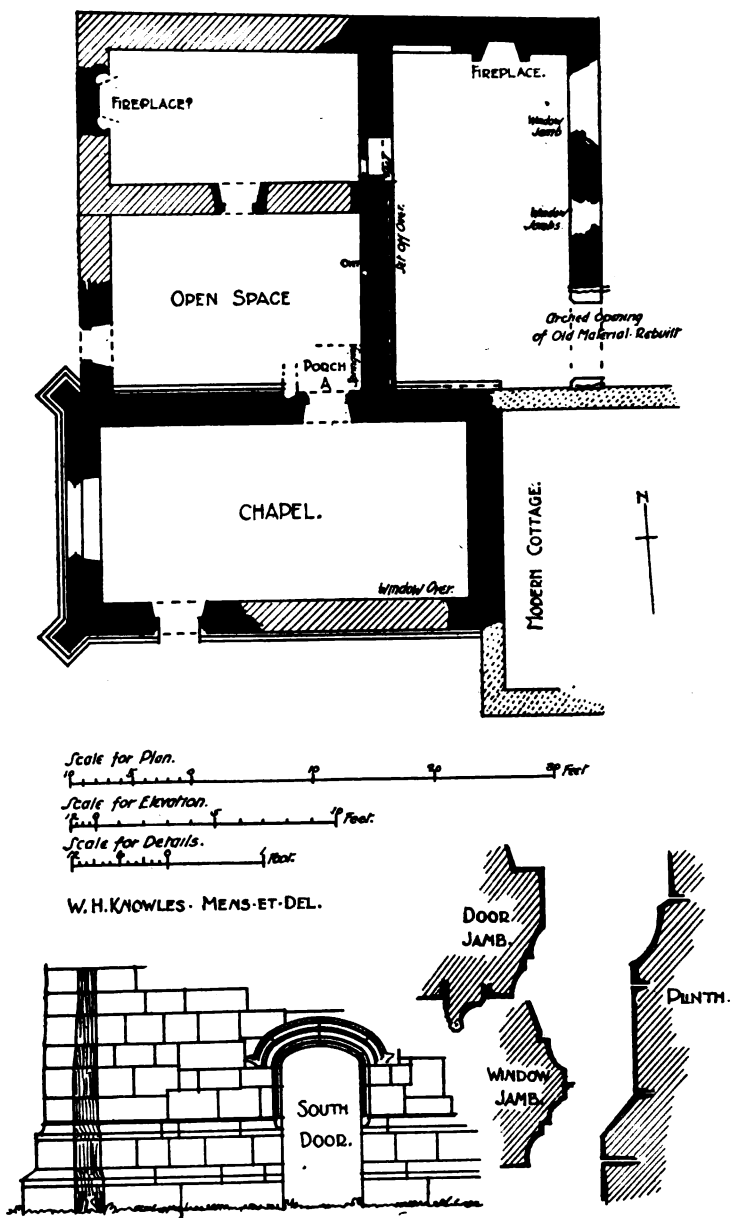 FIREPLACE.
FIREPLACE?
Window
Jamb
Window
Jambs.
Set Off Over.
OPEN SPACE
Arched Opening
of Old Material. Rebuilt
PORCH
A
CHAPEL.
Window Over.
MODERN COTTAGE.
N
Scale for Plan.
10 5 0 10 20 30 Feet
Scale for Elevation.
12 0 5 10 Feet.
Scale for Details.
12 6 0 1 Foot.
W.H.KNOWLES. MENS.ET.DEL.
DOOR
JAMB.
PLINTH.
WINDOW
JAMB.
SOUTH
DOOR.